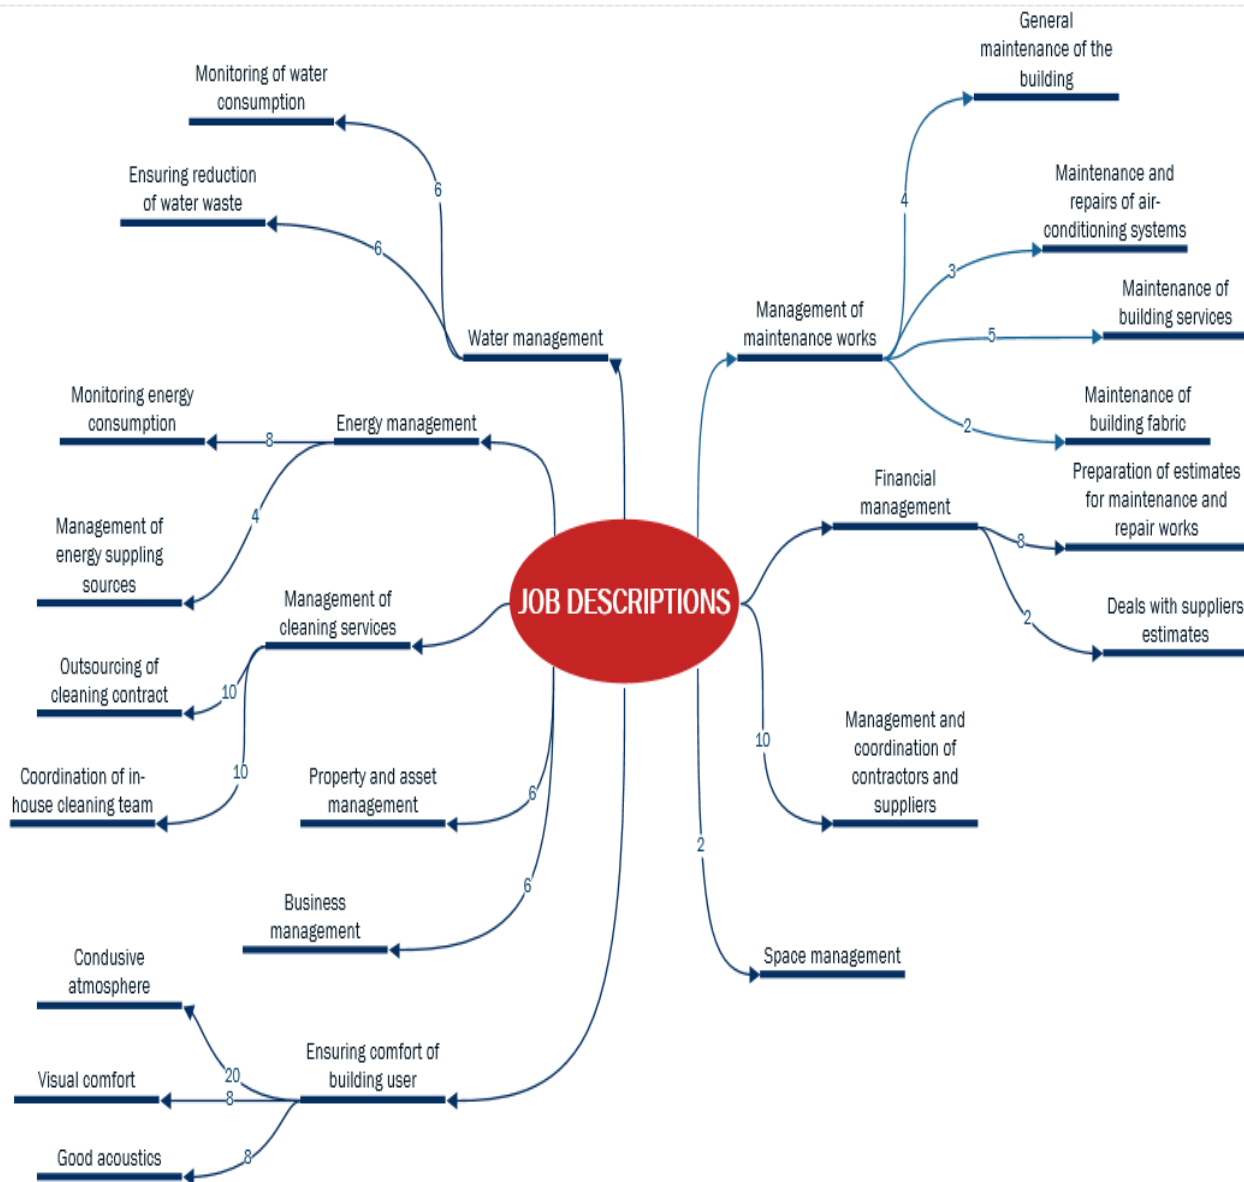 General
maintenance of the
building
Monitoring of water
consumption
6
Ensuring reduction
of water waste
6
Water management
4
Maintenance and
repairs of air-
conditioning systems
3
Management of
maintenance works
Maintenance of
building services
5
Maintenance of
building fabric
2
Monitoring energy
consumption
8
Energy management
4
Management of
energy suppling
sources
Financial
management
Preparation of estimates
for maintenance and
repair works
8
Deals with suppliers
estimates
2
JOB DESCRIPTIONS
Management of
cleaning services
Outsourcing of
cleaning contract
10
Coordination of in-
house cleaning team
10
Property and asset
management
6
Management and
coordination of
contractors and
suppliers
10
Business
management
6
2
Space management
Condusive
atmosphere
20
Ensuring comfort of
building user
Visual comfort
8
Good acoustics
8